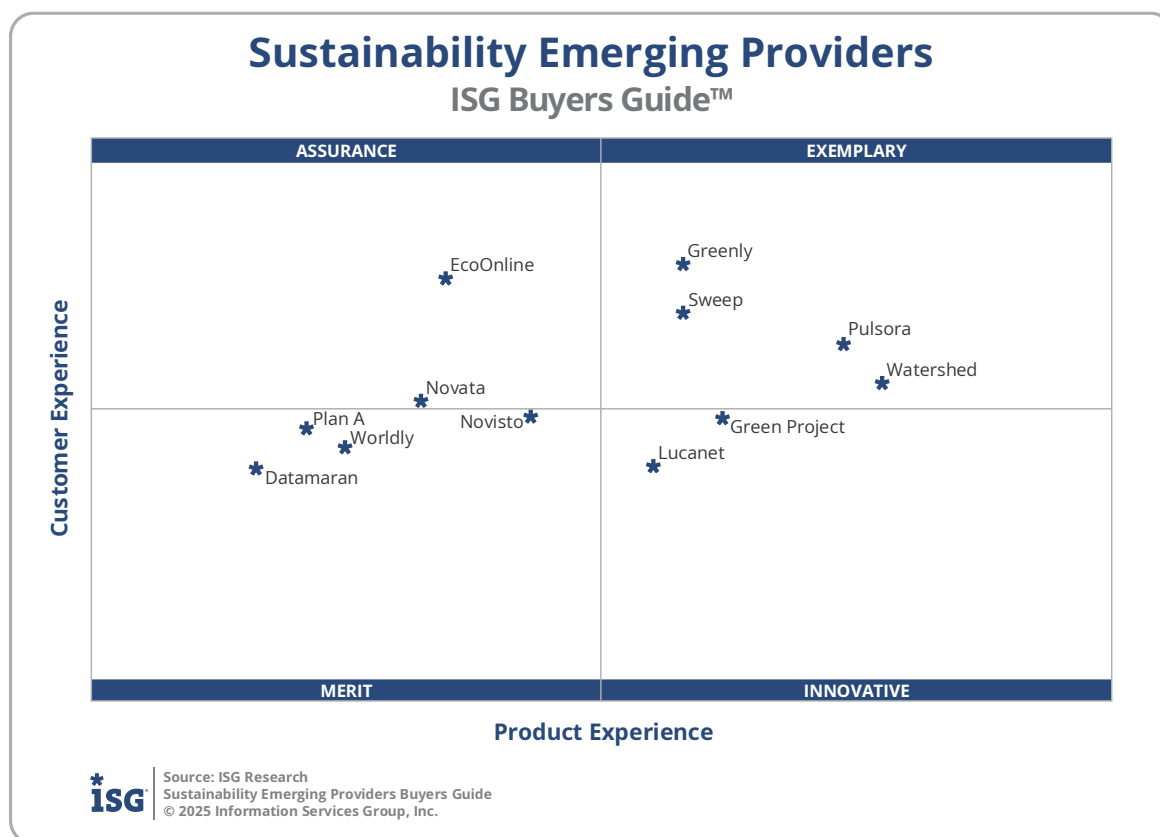 Sustainability Emerging Providers
ISG Buyers Guide™
ASSURANCE
EXEMPLARY
EcoOnline
Greenly
Sweep
Pulsora
Watershed
Novata
Novisto
Plan A
Worldly
Datamaran
Green Project
Lucanet
Customer Experience
MERIT
INNOVATIVE
Product Experience
ISG
Source: ISG Research
Sustainability Emerging Providers Buyers Guide
© 2025 Information Services Group, Inc.